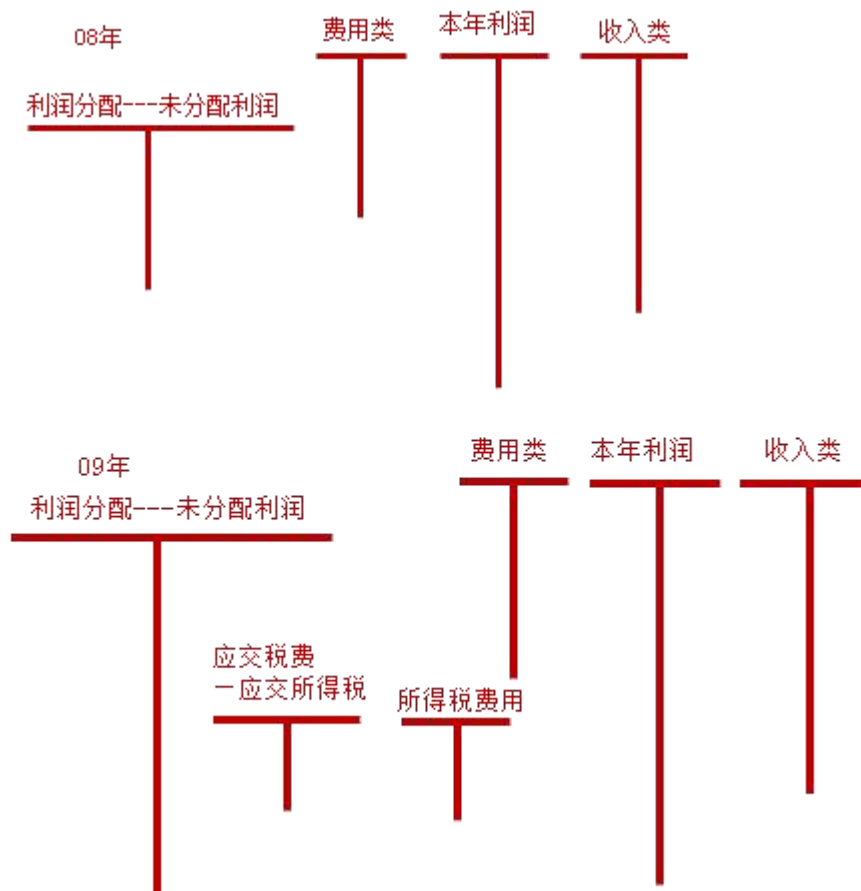 08年
费用类
本年利润
收入类
利润分配---未分配利润
09年
费用类
本年利润
收入类
利润分配---未分配利润
应交税费
—应交所得税
所得税费用